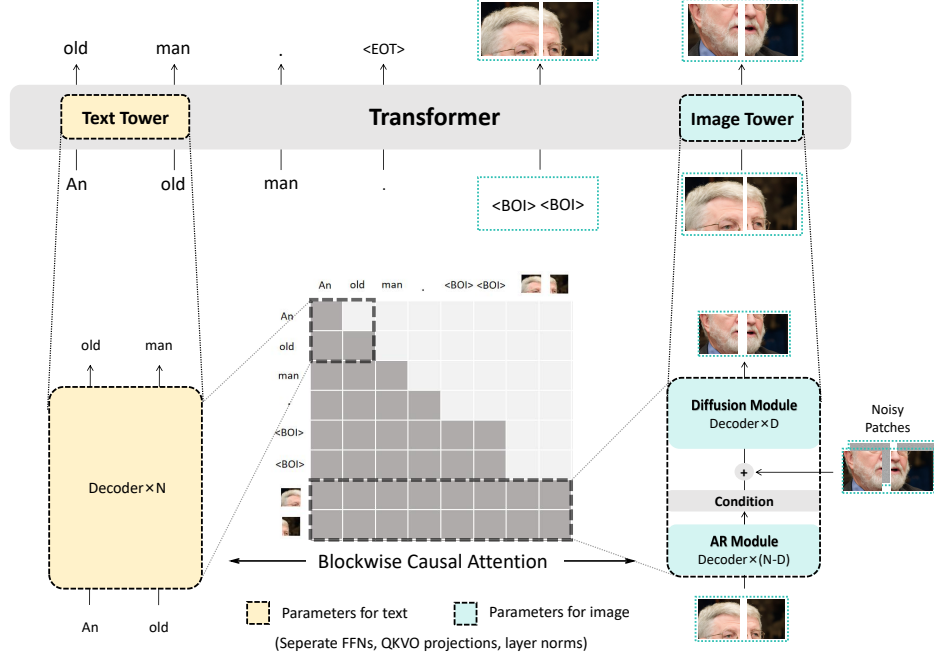 old man . <EOT>
Text Tower Transformer Image Tower
An old man .
<BOI> <BOI>
An old man . <BOI> <BOI>
An
old
man
.
<BOI>
<BOI>
old man
Decoder×N
An old
Diffusion Module
Decoder×D
Noisy
Patches
+
Condition
AR Module
Decoder×(N-D)
Blockwise Causal Attention
Parameters for text
Parameters for image
(Seperate FFNs, QKVO projections, layer norms)